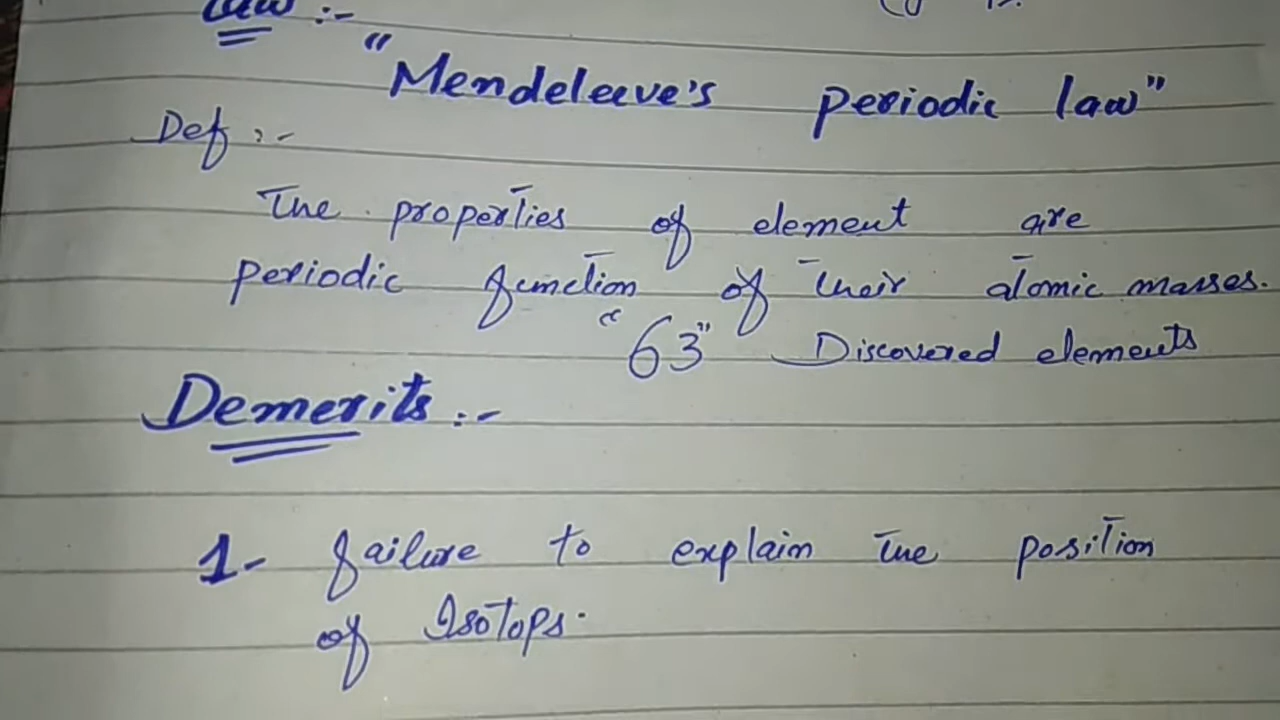 Law :-
"Mendeleeve's periodic law"
Def :-
The properties of element are
periodic function of their atomic masses.
"63" Discovered elements
Demerits :-
1- failure to explain the position
of Isotops.